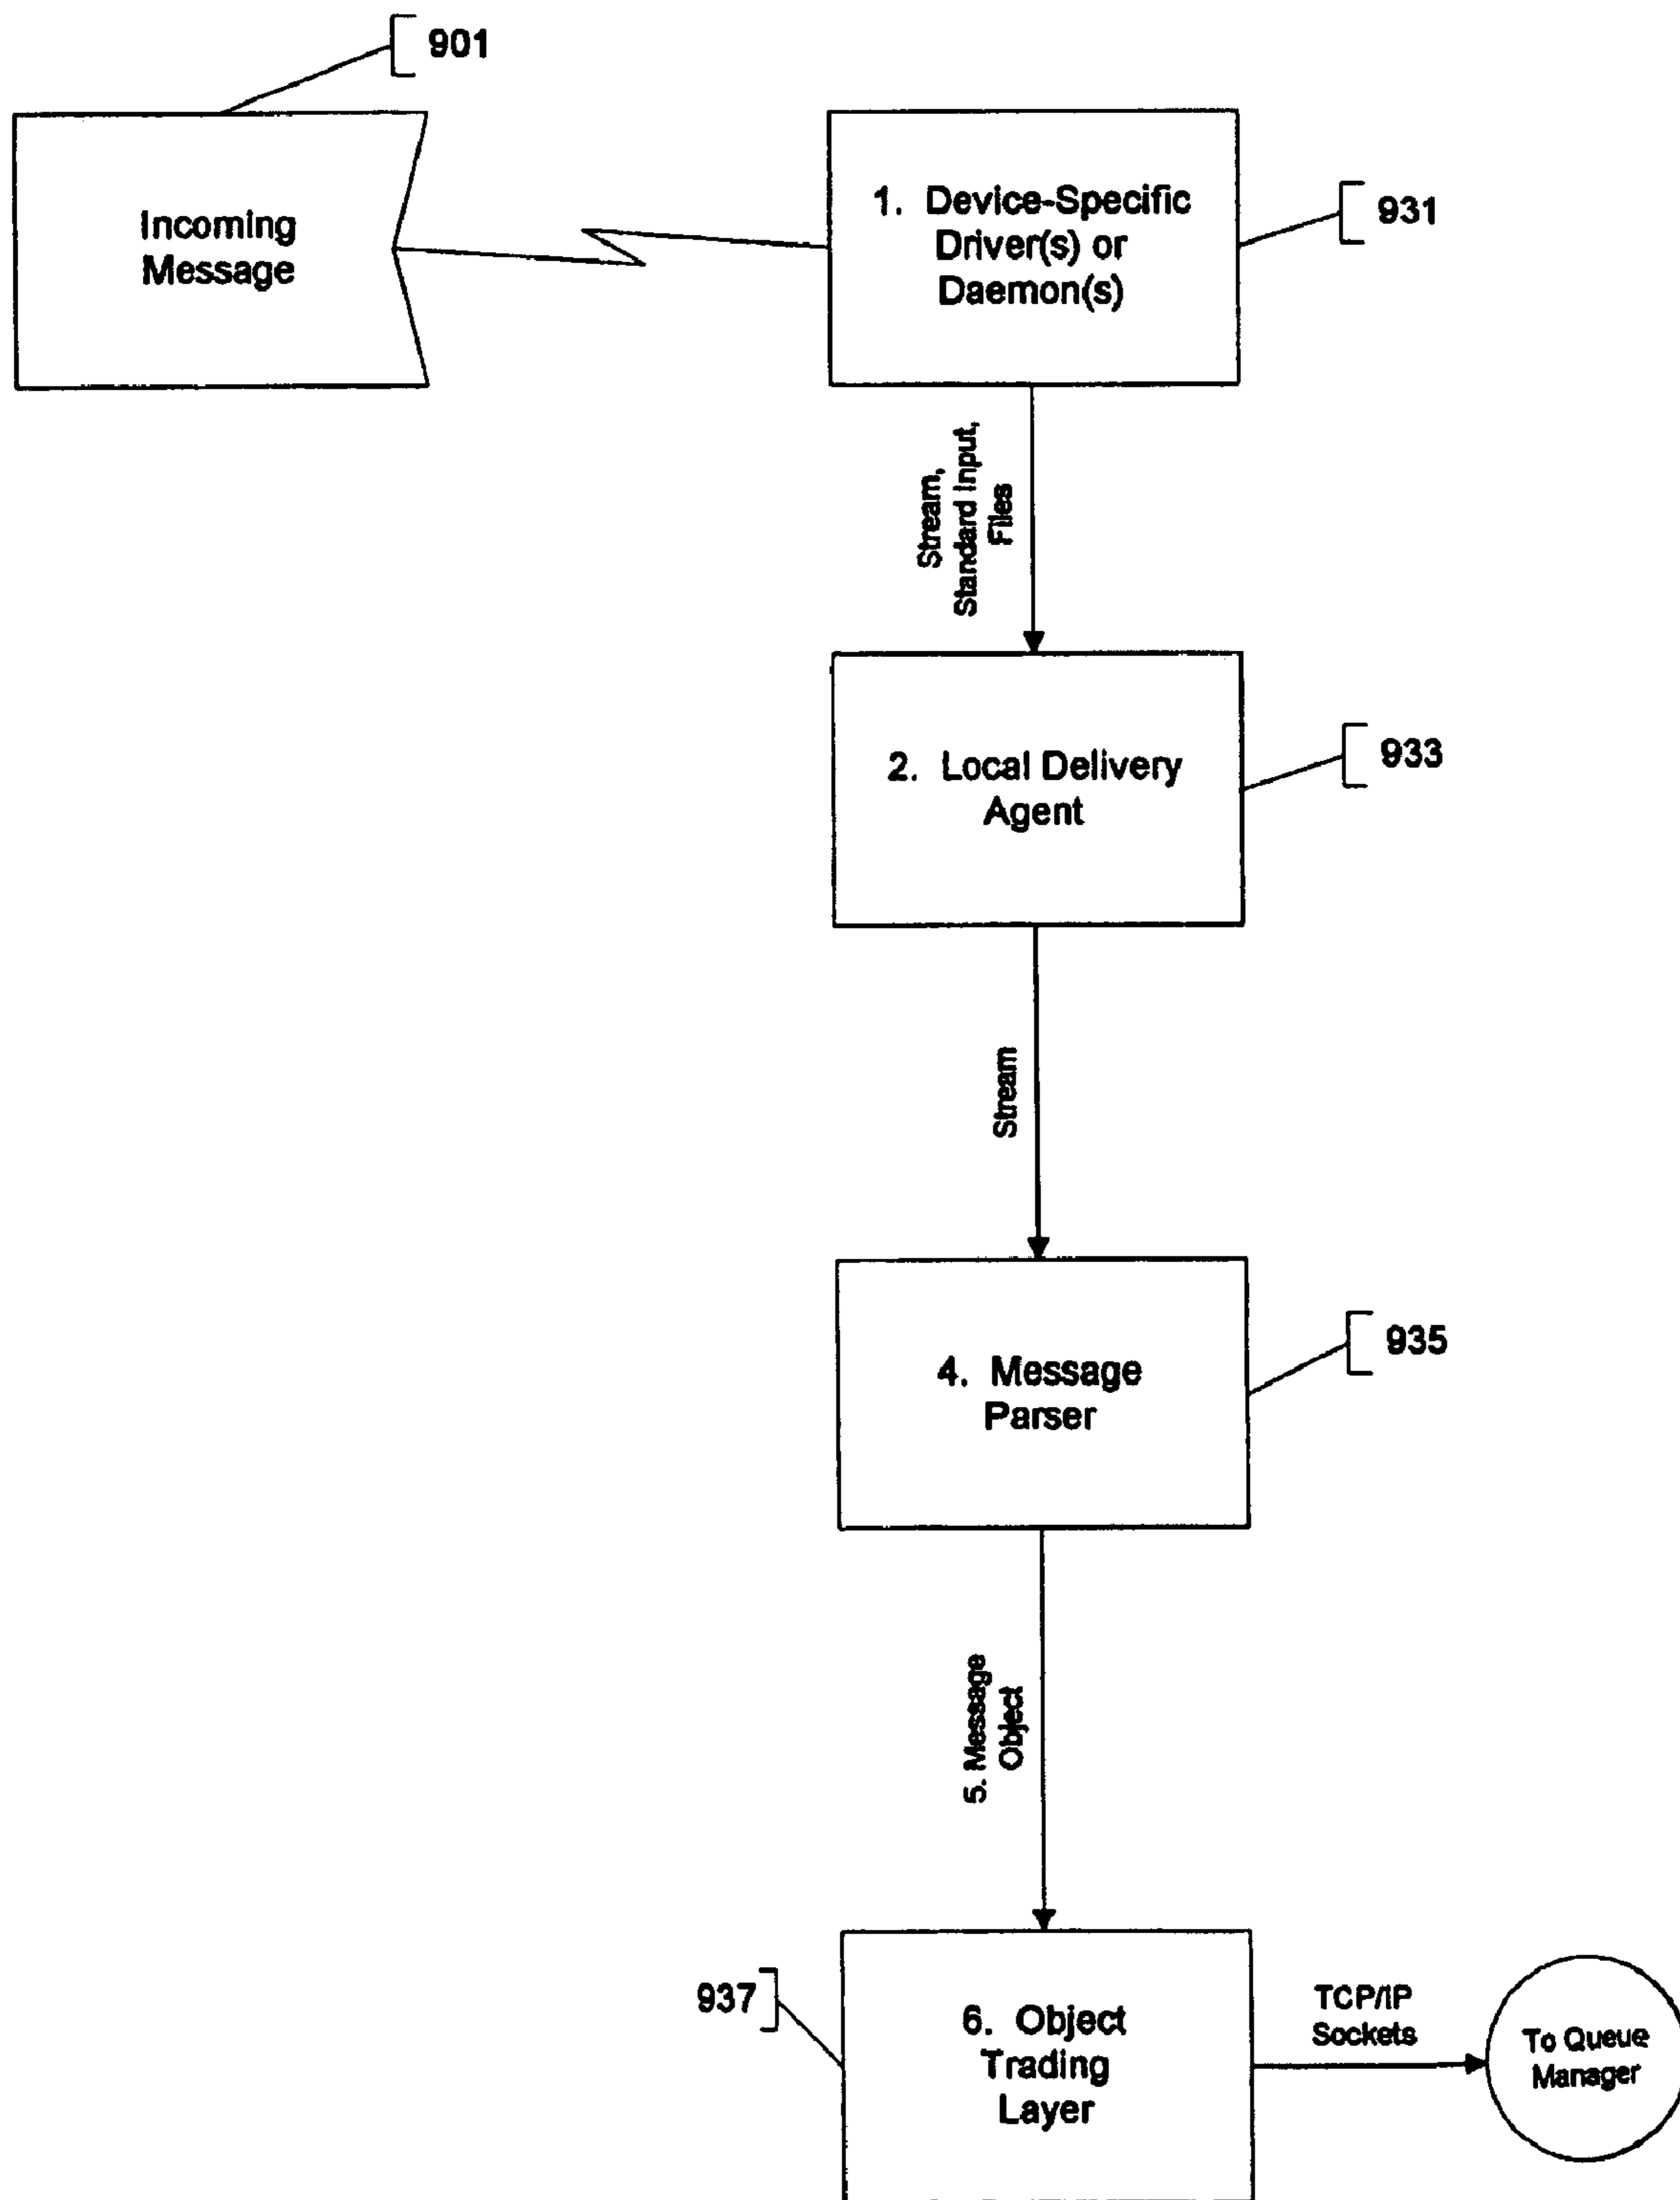 901
Incoming
Message
1. Device-Specific
Driver(s) or
Daemon(s)
931
Stream,
Standard Input,
Files
2. Local Delivery
Agent
933
Stream
4. Message
Parser
935
5. Message
Object
937
6. Object
Trading
Layer
TCP/IP
Sockets
To Queue
Manager